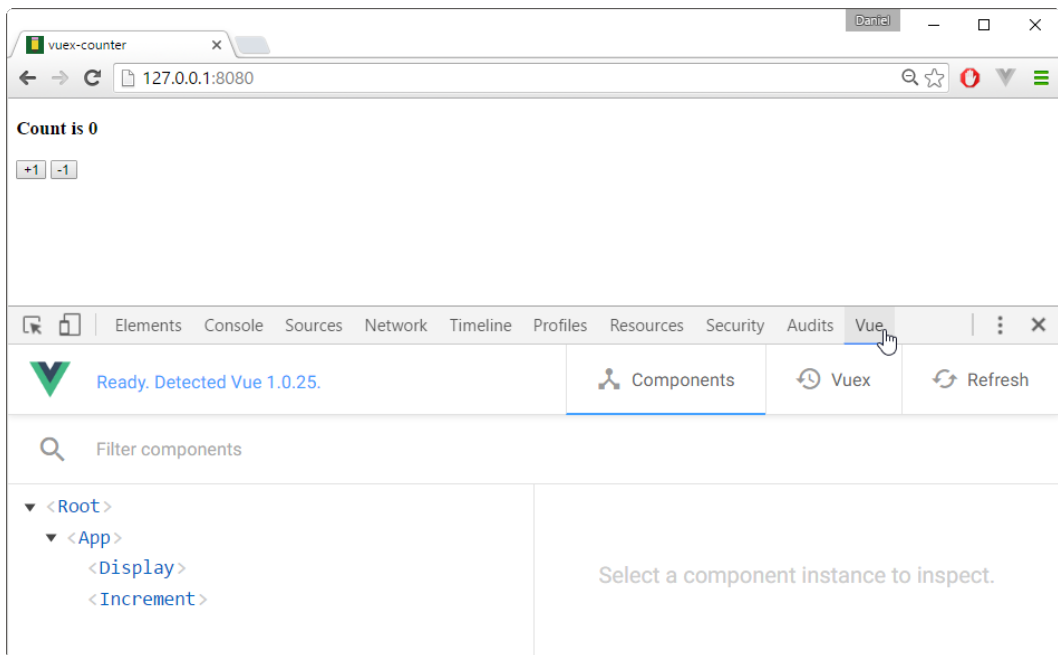 Daniel
vuex-counter
127.0.0.1:8080
Count is 0
+1 -1
Elements Console Sources Network Timeline Profiles Resources Security Audits Vue
Ready. Detected Vue 1.0.25. Components Vuex Refresh
Filter components
<Root>
<App>
<Display>
<Increment>
Select a component instance to inspect.